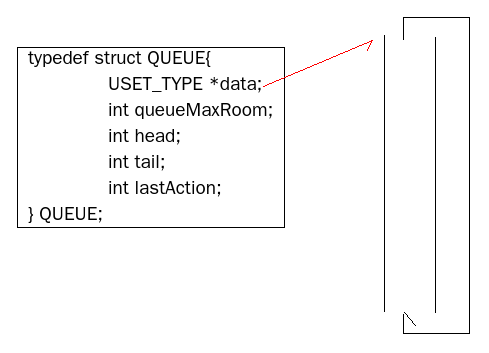 typedef struct QUEUE{
USET_TYPE *data;
int queueMaxRoom;
int head;
int tail;
int lastAction;
} QUEUE;